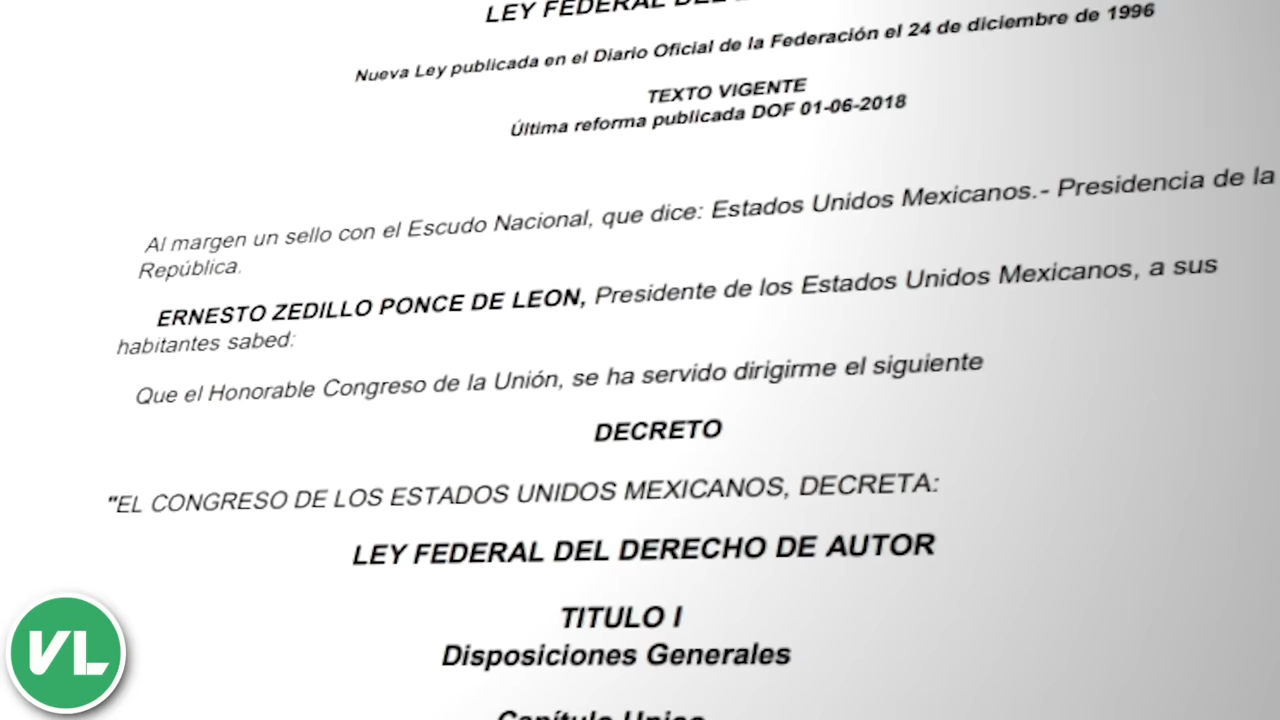 LEY FEDERAL DEL
Nueva Ley publicada en el Diario Oficial de la Federación el 24 de diciembre de 1996
TEXTO VIGENTE
Última reforma publicada DOF 01-06-2018
Al margen un sello con el Escudo Nacional, que dice: Estados Unidos Mexicanos.- Presidencia de la
República.
ERNESTO ZEDILLO PONCE DE LEON, Presidente de los Estados Unidos Mexicanos, a sus
habitantes sabed:
Que el Honorable Congreso de la Unión, se ha servido dirigirme el siguiente
DECRETO
"EL CONGRESO DE LOS ESTADOS UNIDOS MEXICANOS, DECRETA:
LEY FEDERAL DEL DERECHO DE AUTOR
TITULO I
Disposiciones Generales
Capítulo Unico
VL